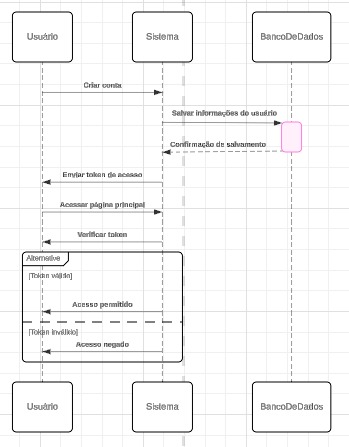 Usuário
Sistema
BancoDeDados
Criar conta
Salvar informações do usuário
Confirmação de salvamento
Enviar token de acesso
Acessar página principal
Verificar token
Alternative
[Token válido]
Acesso permitido
[Token inválido]
Acesso negado
Usuário
Sistema
BancoDeDados